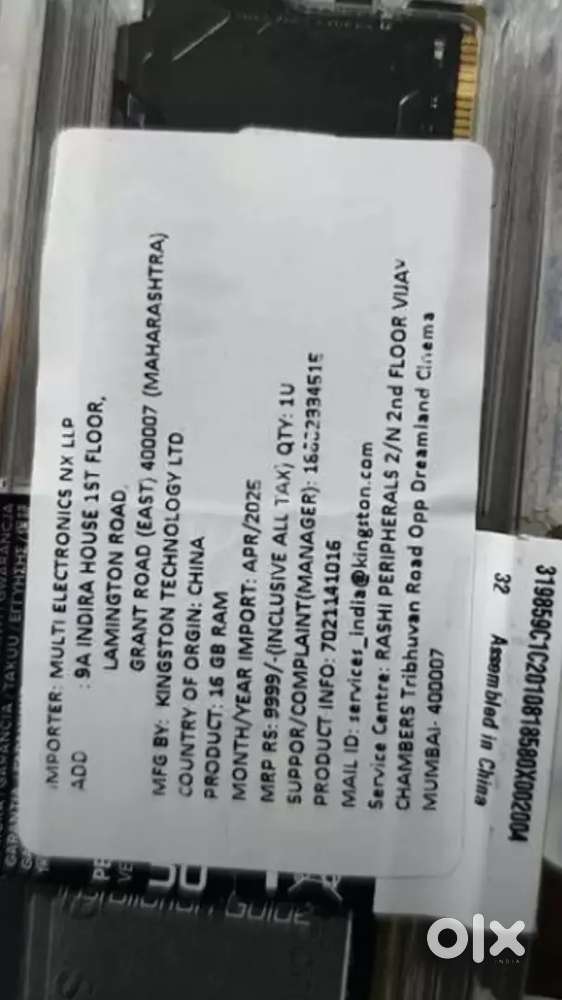 IMPORTER: MULTI ELECTRONICS NX LLP
ADD : 9A INDIRA HOUSE 1ST FLOOR,
LAMINGTON ROAD,
GRANT ROAD (EAST) 400007 (MAHARASHTRA)
MFG BY: KINGSTON TECHNOLOGY LTD
COUNTRY OF ORGIN: CHINA
PRODUCT: 16 GB RAM
MONTH/YEAR IMPORT: APR/2025
MRP RS: 9999/-(INCLUSIVE ALL TAX) QTY: 1U
SUPPOR/COMPLAINT(MANAGER):
PRODUCT INFO: 7021141016
MAIL ID: services_india@kingston.com
Service Centre: RASHI PERIPHERALS 2/N 2nd FLOOR VIJAY
CHAMBERS Tribhuvan Road Opp Dreamland Cinema
MUMBAI- 400007
32 Assembled in China
GARANCIA / TAKUU / ΕΓΓΥΗΣΗ /
olx
INDIA